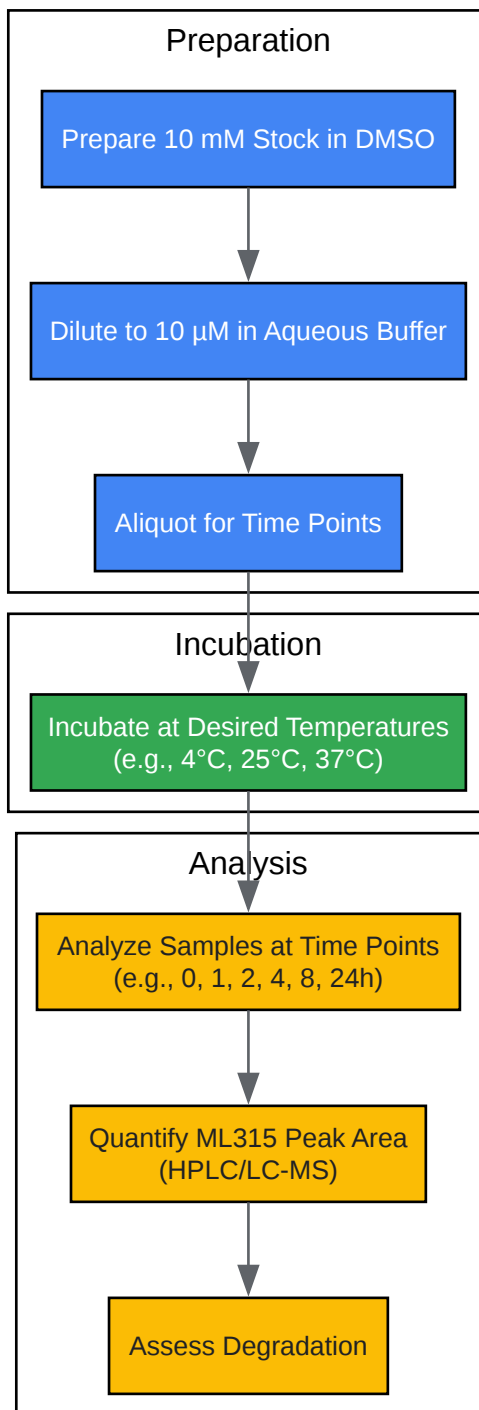 Preparation
Prepare 10 mM Stock in DMSO
Dilute to 10 µM in Aqueous Buffer
Aliquot for Time Points
Incubation
Incubate at Desired Temperatures
(e.g., 4°C, 25°C, 37°C)
Analysis
Analyze Samples at Time Points
(e.g., 0, 1, 2, 4, 8, 24h)
Quantify ML315 Peak Area
(HPLC/LC-MS)
Assess Degradation